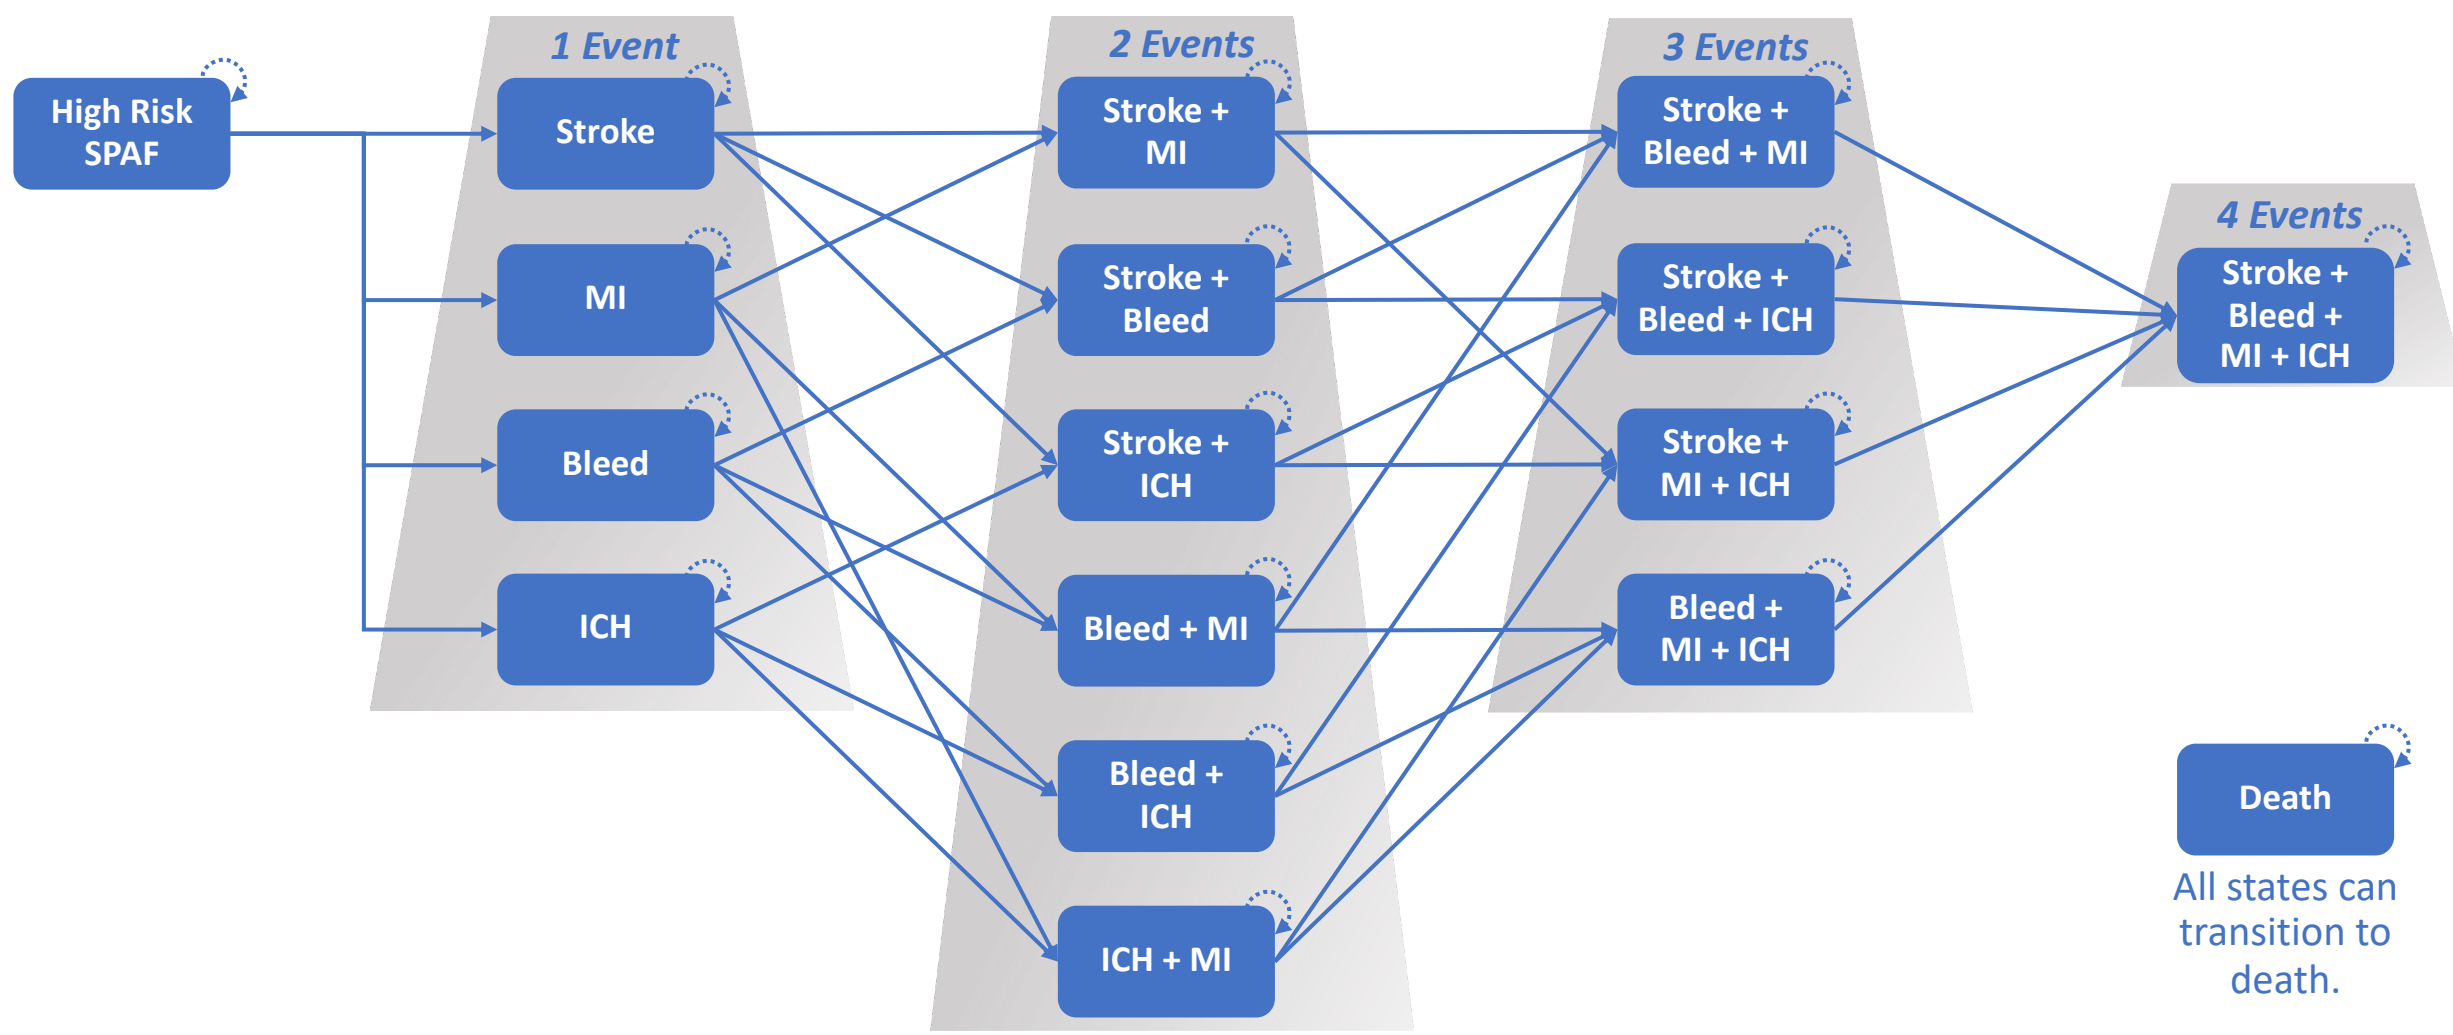 High Risk
SPAF
1 Event
Stroke
MI
Bleed
ICH
2 Events
Stroke +
MI
Stroke +
Bleed
Stroke +
ICH
Bleed + MI
Bleed +
ICH
ICH + MI
3 Events
Stroke +
Bleed + MI
Stroke +
Bleed + ICH
Stroke +
MI + ICH
Bleed +
MI + ICH
4 Events
Stroke +
Bleed +
MI + ICH
Death
All states can
transition to
death.